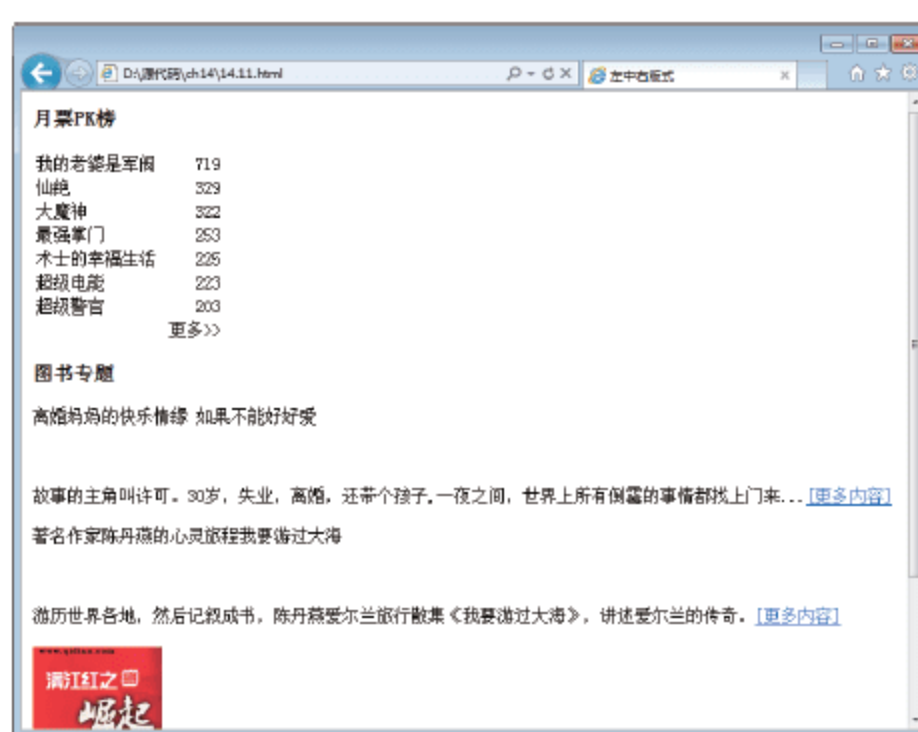 D:\源代码\ch14\14.11.html
左中右版式
月票PK榜
我的老婆是军阀 719
仙绝 329
大魔神 322
最强掌门 253
术士的幸福生活 225
超级电能 223
超级警官 203
更多>>
图书专题
离婚妈妈的快乐情缘 如果不能好好爱
故事的主角叫许可。30岁，失业，离婚，还带个孩子。一夜之间，世界上所有倒霉的事情都找上门来...[更多内容]
著名作家陈丹燕的心灵旅程我要游过大海
游历世界各地，然后记叙成书，陈丹燕爱尔兰旅行散集《我要游过大海》，讲述爱尔兰的传奇。[更多内容]
满江红之
崛起